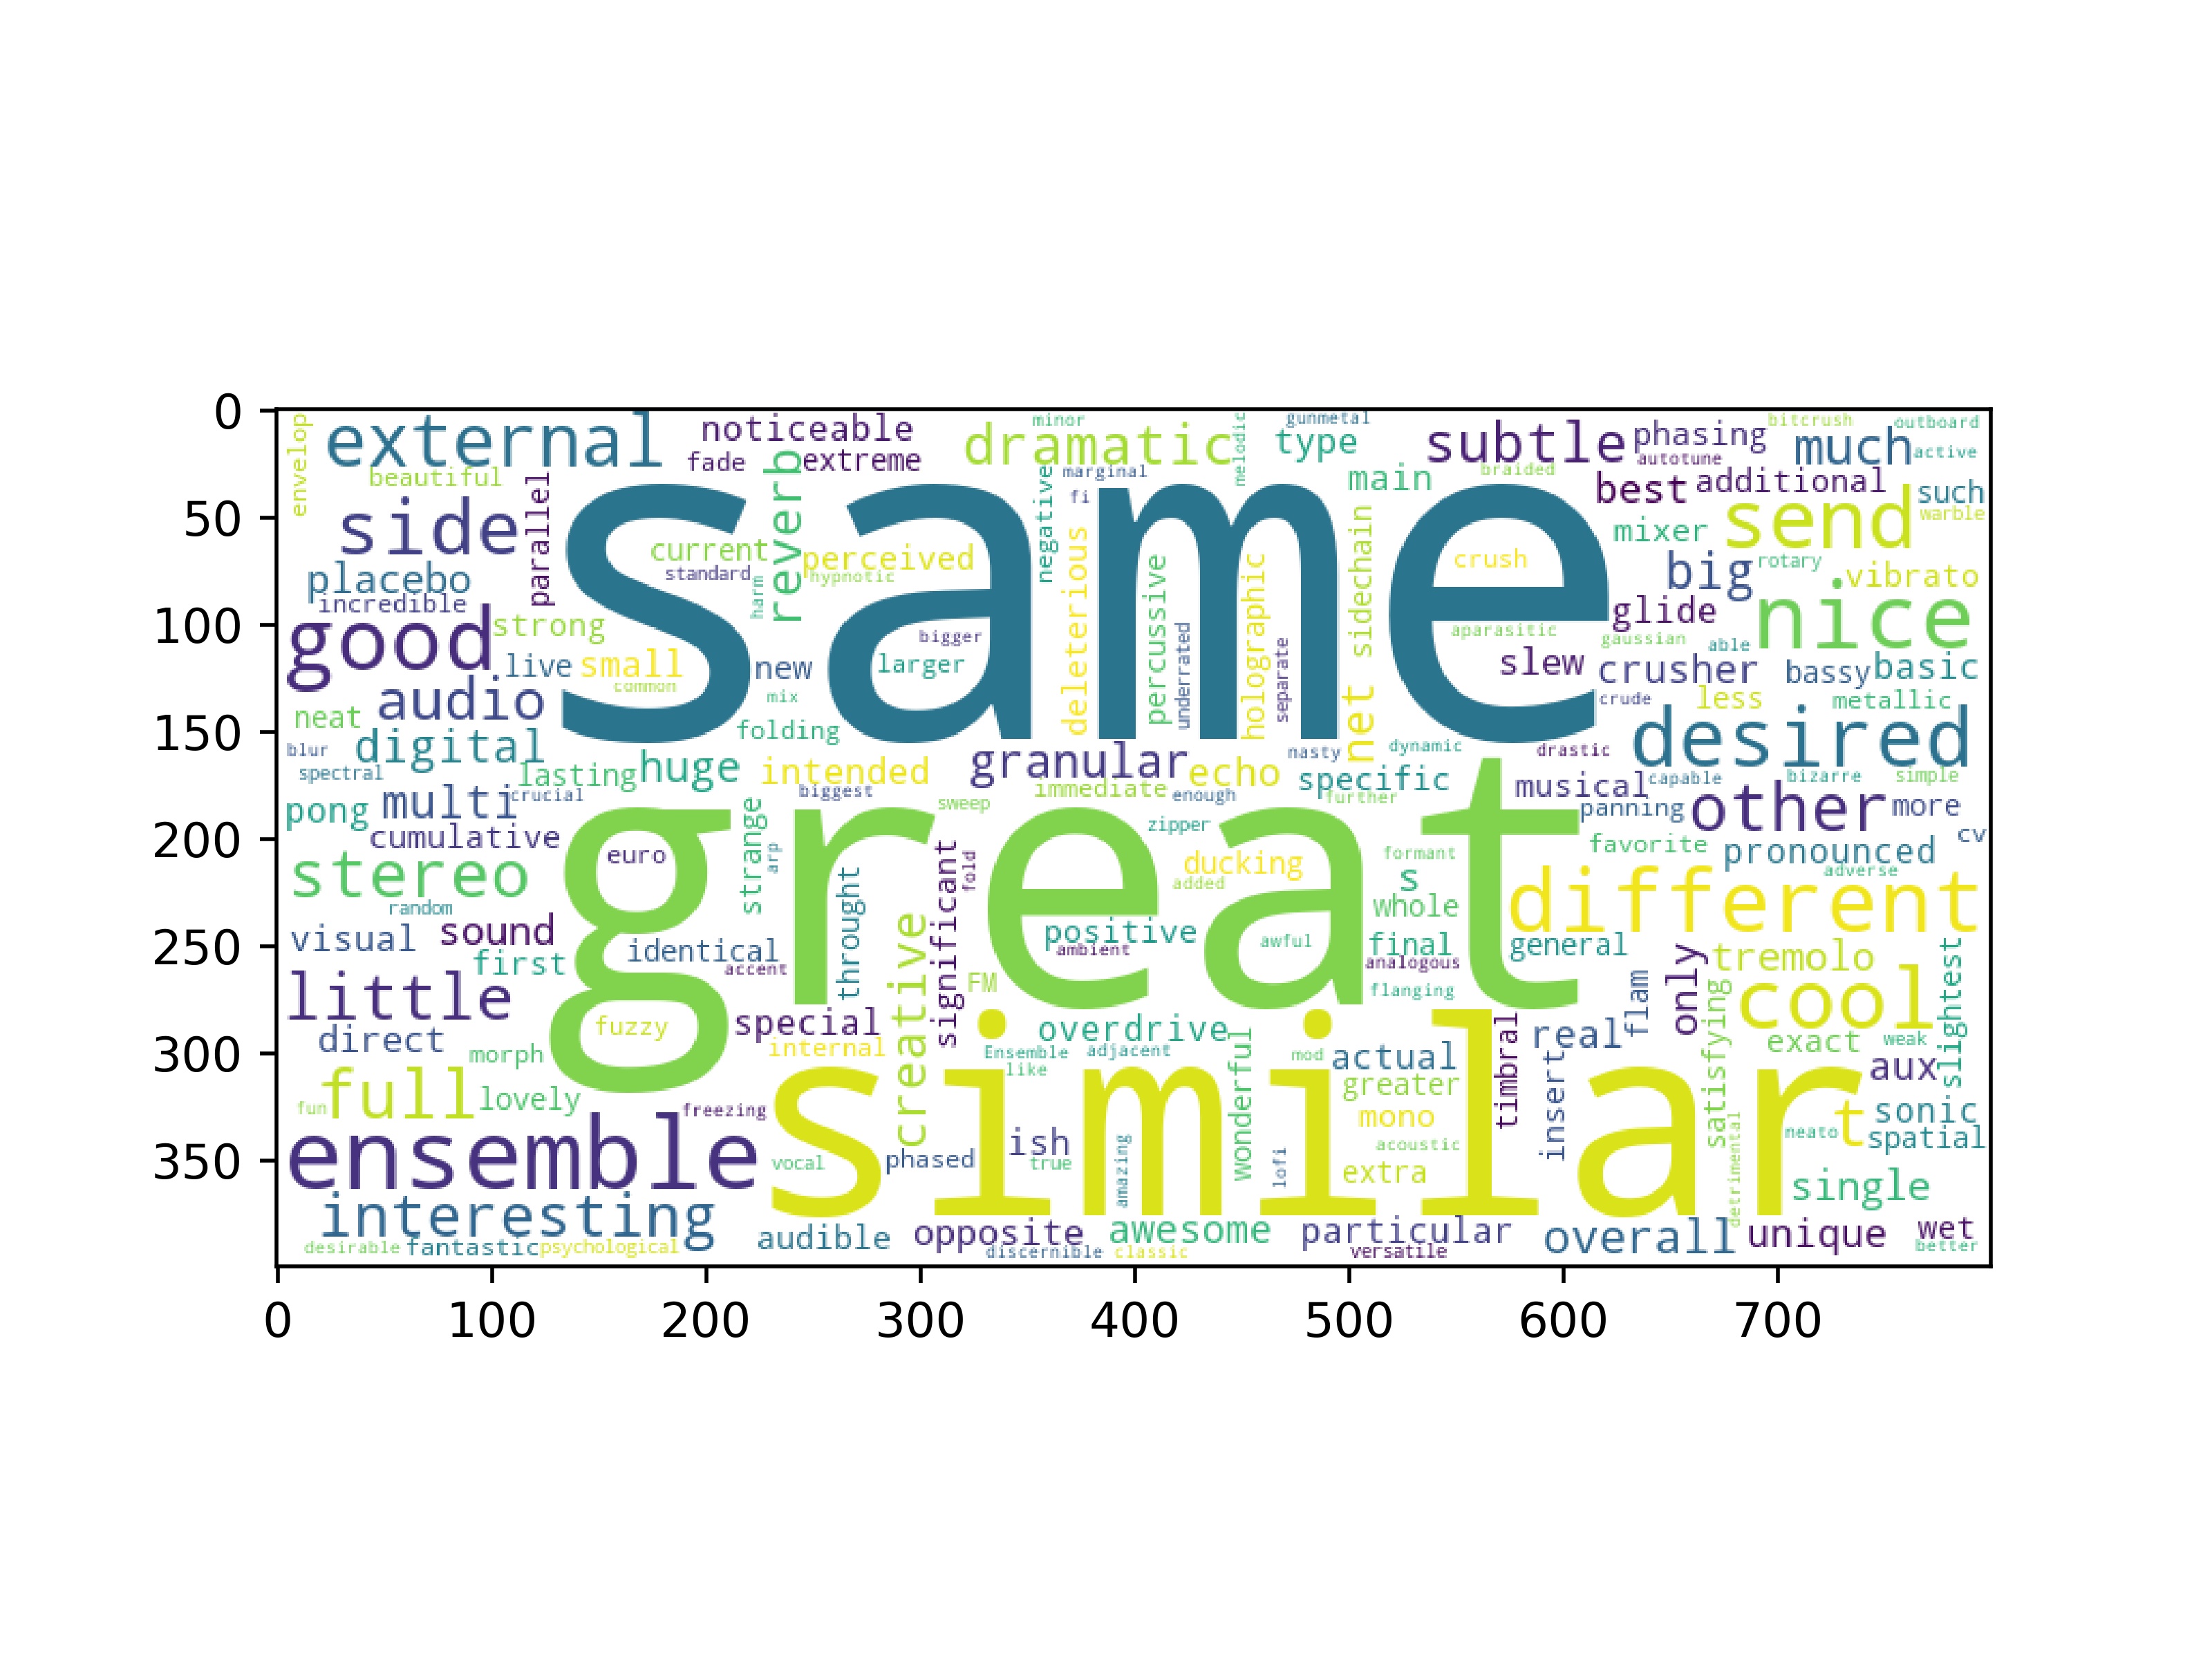 0
50
100
150
200
250
300
350
envelop
external
beautiful
noticeable
fade
extreme
reverb
dramatic
minor
marginal
melodic
gunmetal
type
main
subtle
braided
phasing
autotune
bitcrush
much
outboard
active
best
additional
such
warble
side
parallel
same
current
standard
perceived
hypnotic
harm
negative
fi
deleterious
percussive
underrated
holographic
separate
sidechain
net
crush
aparasitic
mixer
send
big
rotary
vibrato
placebo
incredible
good
strong
live
small
common
new
mix
bigger
larger
glide
gaussian
able
nice
slew
crusher
bassy
basic
audio
neat
folding
crude
less
metallic
blur
digital
spectral
lasting
huge
intended
biggest
granular
immediate
echo
enough
nasty
dynamic
specific
further
drastic
desired
musical
capable
bizarre
simple
pong
multi
crucial
cumulative
strange
arp
great
sweep
zipper
panning
other
more
cv
favorite
pronounced
adverse
stereo
euro
random
throught
significant
fold
ducking
added
formant
s
whole
different
visual
sound
first
identical
accent
creative
positive
ambient
awful
final
analogous
general
only
tremolo
FM
flanging
flam
satisfying
cool
slightest
little
direct
morph
fuzzy
special
internal
overdrive
Ensemble
adjacent
like
wonderful
mod
actual
timbral
real
insert
exact
weak
aux
full
fun
lovely
freezing
similar
greater
mono
acoustic
extra
t
neato
sonic
spatial
detrimental
ensemble
vocal
phased
ish
true
amazing
lofi
single
interesting
desirable
fantastic
psychological
audible
opposite
discernible
awesome
classic
particular
versatile
overall
unique
wet
better
0 100 200 300 400 500 600 700